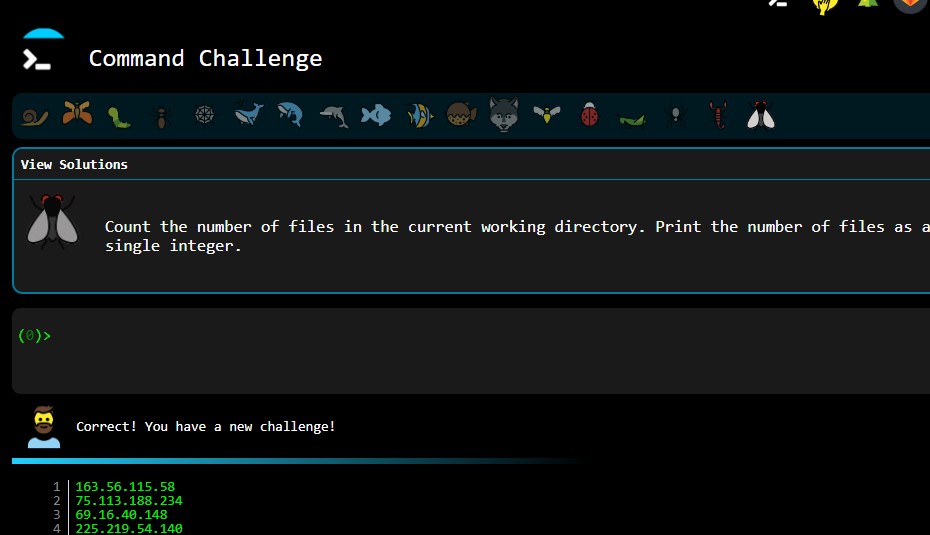 Command Challenge
View Solutions
Count the number of files in the current working directory. Print the number of files as a
single integer.
(0)>
Correct! You have a new challenge!
1 163.56.115.58
2 75.113.188.234
3 69.16.40.148
4 225.219.54.140